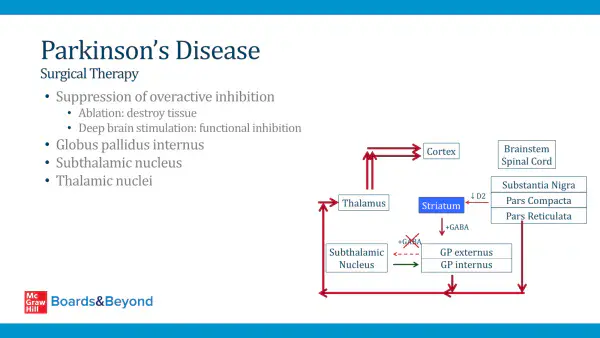 Parkinson's Disease
Surgical Therapy
• Suppression of overactive inhibition
• Ablation: destroy tissue
• Deep brain stimulation: functional inhibition
• Globus pallidus internus
• Subthalamic nucleus
• Thalamic nuclei
Cortex
Brainstem
Spinal Cord
Substantia Nigra
Pars Compacta
Pars Reticulata
↓ D2
Thalamus
Striatum
+GABA
+GABA
Subthalamic
Nucleus
GP externus
GP internus
Mc
Graw
Hill
Boards&Beyond